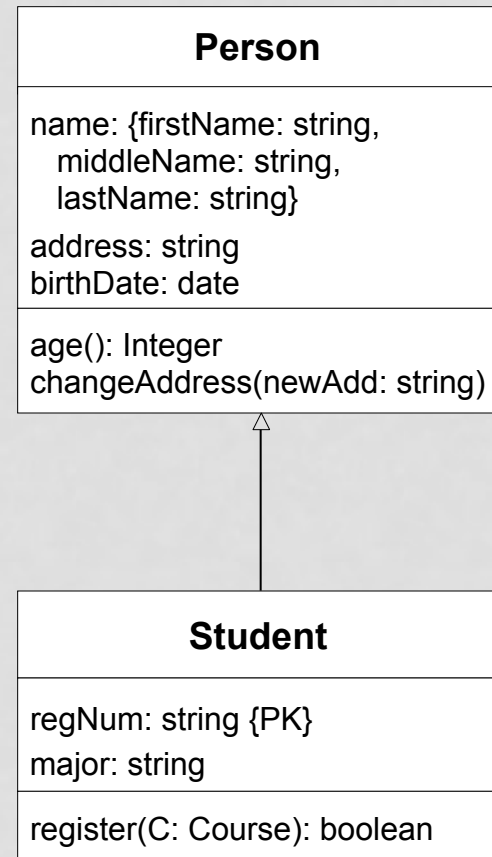 Person
name: {firstName: string,
middleName: string,
lastName: string}
address: string
birthDate: date
age(): Integer
changeAddress(newAdd: string)
Student
regNum: string {PK}
major: string
register(C: Course): boolean